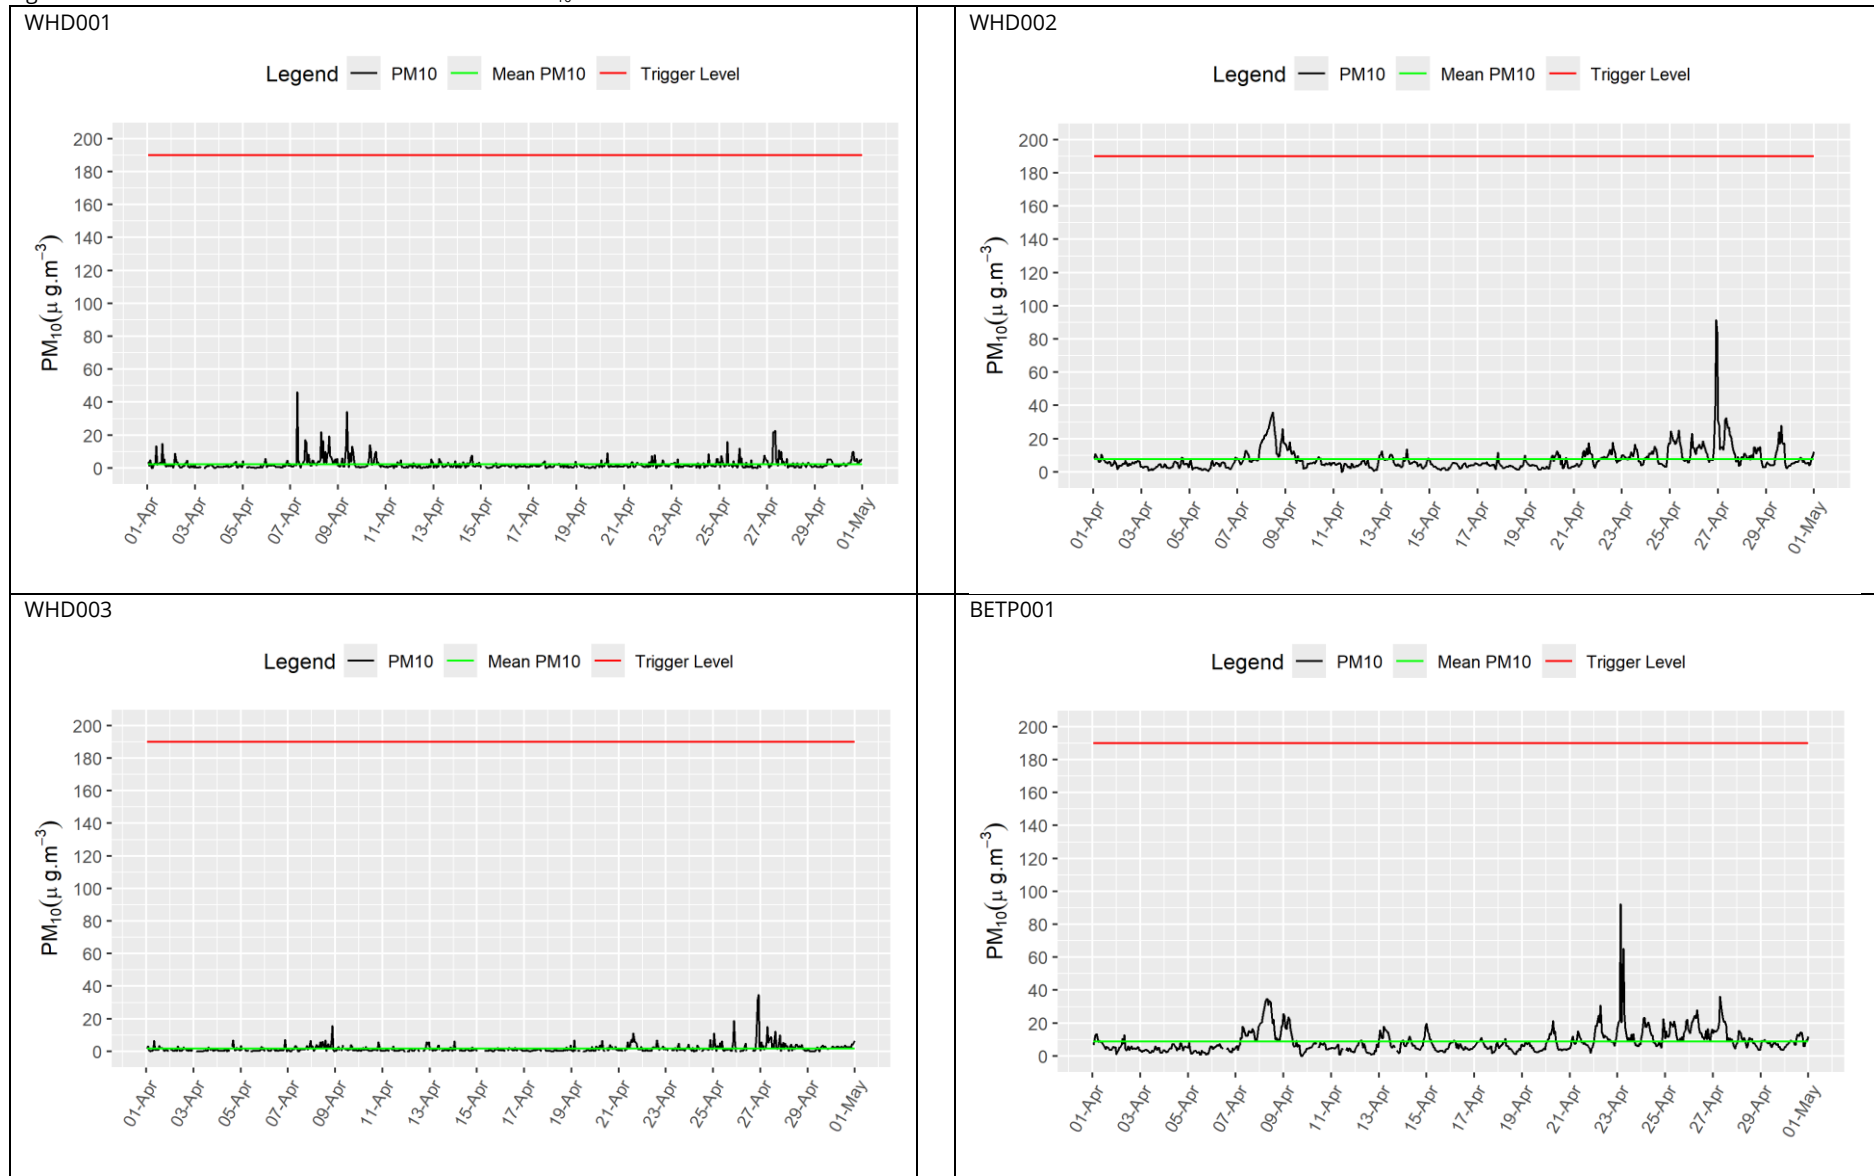 WHD001
Legend PM10 Mean PM10 Trigger Level
200
180
160
140
120
100
80
60
40
20
0
PM10(μ g.m−3)
01-Apr 03-Apr 05-Apr 07-Apr 09-Apr 11-Apr 13-Apr 15-Apr 17-Apr 19-Apr 21-Apr 23-Apr 25-Apr 27-Apr 29-Apr 01-May
WHD002
Legend PM10 Mean PM10 Trigger Level
200
180
160
140
120
100
80
60
40
20
0
PM10(μ g.m−3)
01-Apr 03-Apr 05-Apr 07-Apr 09-Apr 11-Apr 13-Apr 15-Apr 17-Apr 19-Apr 21-Apr 23-Apr 25-Apr 27-Apr 29-Apr 01-May
WHD003
Legend PM10 Mean PM10 Trigger Level
200
180
160
140
120
100
80
60
40
20
0
PM10(μ g.m−3)
01-Apr 03-Apr 05-Apr 07-Apr 09-Apr 11-Apr 13-Apr 15-Apr 17-Apr 19-Apr 21-Apr 23-Apr 25-Apr 27-Apr 29-Apr 01-May
BETP001
Legend PM10 Mean PM10 Trigger Level
200
180
160
140
120
100
80
60
40
20
0
PM10(μ g.m−3)
01-Apr 03-Apr 05-Apr 07-Apr 09-Apr 11-Apr 13-Apr 15-Apr 17-Apr 19-Apr 21-Apr 23-Apr 25-Apr 27-Apr 29-Apr 01-May